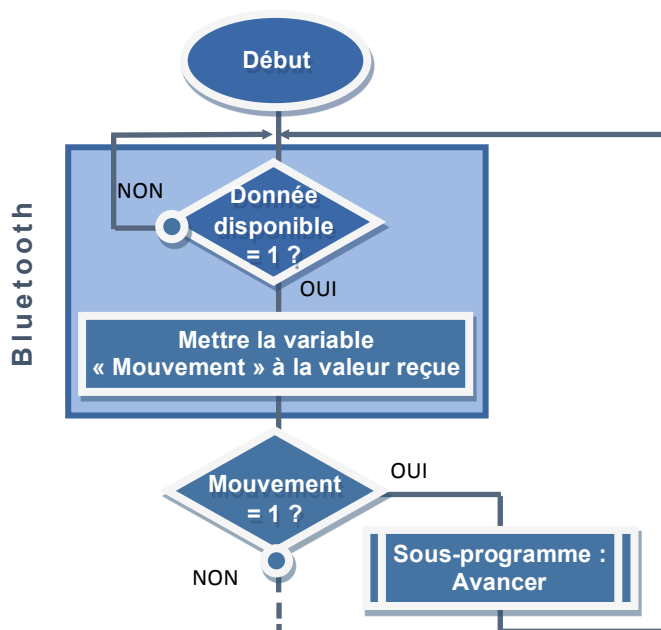 Début
Bluetooth
NON
Donnée
disponible
= 1 ?
OUI
Mettre la variable
« Mouvement » à la valeur reçue
Mouvement
= 1 ?
OUI
NON
Sous-programme :
Avancer